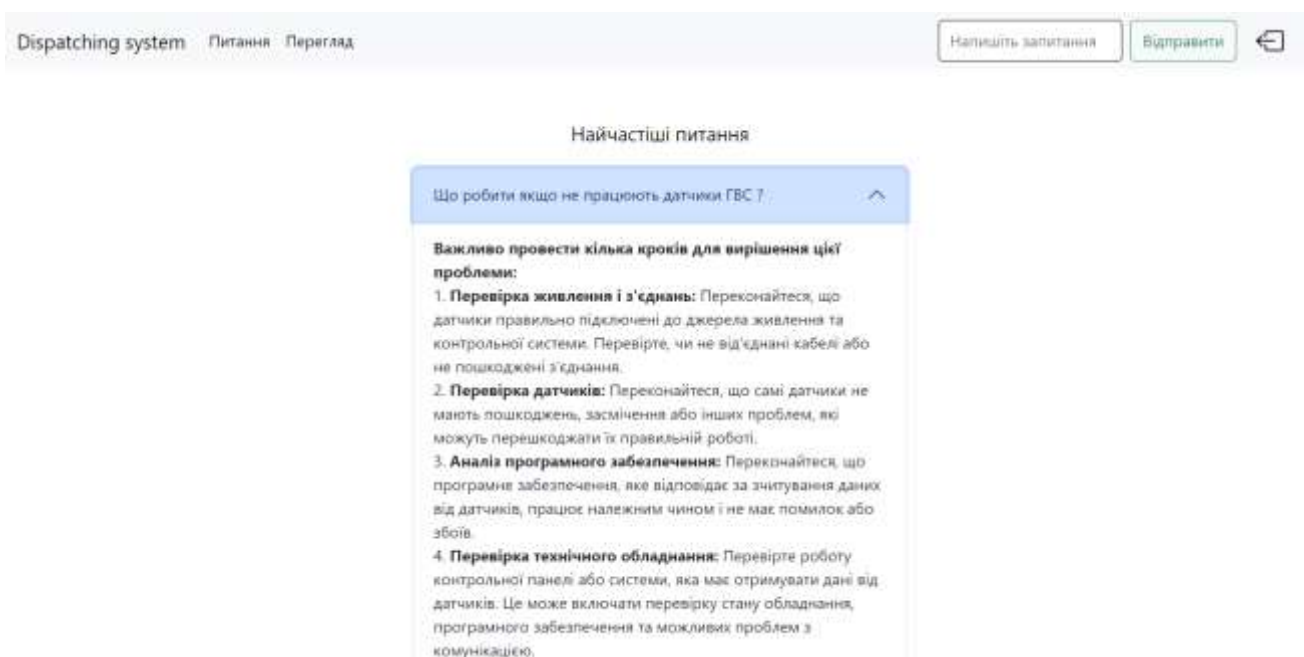 Dispatching system Питання Перегляд Напишіть запитання Відправити
Найчастіші питання
Що робити якщо не працюють датчики ГВС ?
Важливо провести кілька кроків для вирішення цієї
проблеми:
1. Перевірка живлення і з'єднань: Переконайтеся, що
датчики правильно підключені до джерела живлення та
контрольної системи. Перевірте, чи не від'єднані кабелі або
не пошкоджені з'єднання.
2. Перевірка датчиків: Переконайтеся, що самі датчики не
мають пошкоджень, засмічення або інших проблем, які
можуть перешкоджати їх правильній роботі.
3. Аналіз програмного забезпечення: Переконайтеся, що
програмне забезпечення, яке відповідає за зчитування даних
від датчиків, працює належним чином і не має помилок або
збоїв.
4. Перевірка технічного обладнання: Перевірте роботу
контрольної панелі або системи, яка має отримувати дані від
датчиків. Це може включати перевірку стану обладнання,
програмного забезпечення та можливих проблем з
комунікацією.